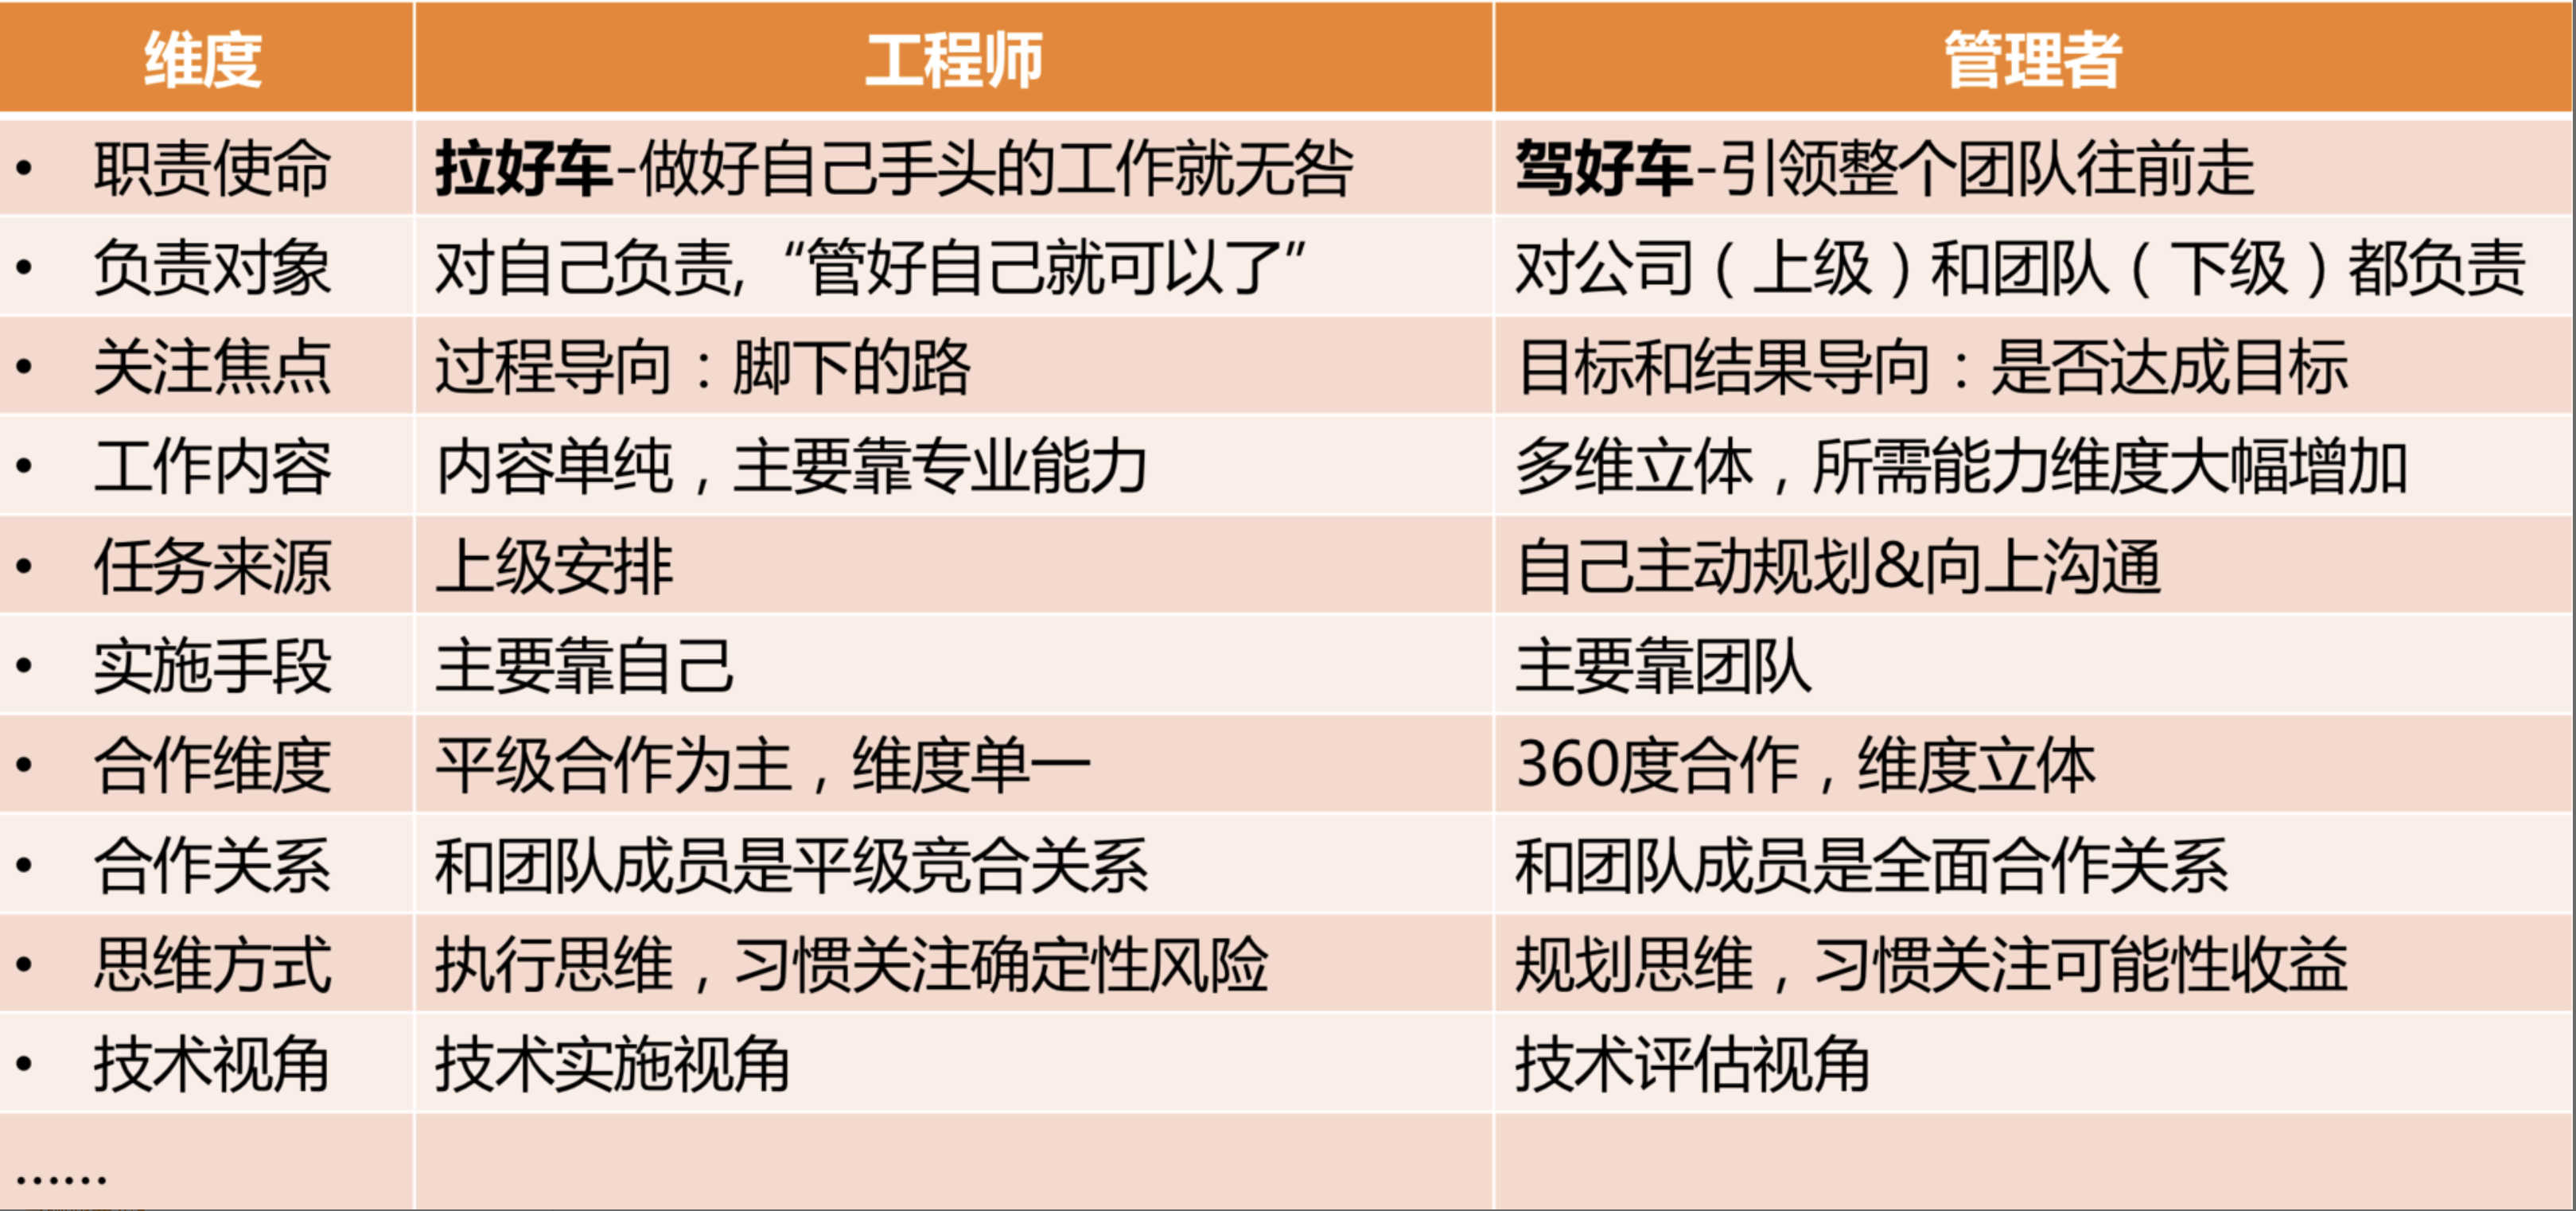 维度 工程师 管理者
• 职责使命 拉好车-做好自己手头的工作就无咎 驾好车-引领整个团队往前走
• 负责对象 对自己负责，“管好自己就可以了” 对公司（上级）和团队（下级）都负责
• 关注焦点 过程导向：脚下的路 目标和结果导向：是否达成目标
• 工作内容 内容单纯，主要靠专业能力 多维立体，所需能力维度大幅增加
• 任务来源 上级安排 自己主动规划&向上沟通
• 实施手段 主要靠自己 主要靠团队
• 合作维度 平级合作为主，维度单一 360度合作，维度立体
• 合作关系 和团队成员是平级竞合关系 和团队成员是全面合作关系
• 思维方式 执行思维，习惯关注确定性风险 规划思维，习惯关注可能性收益
• 技术视角 技术实施视角 技术评估视角
……